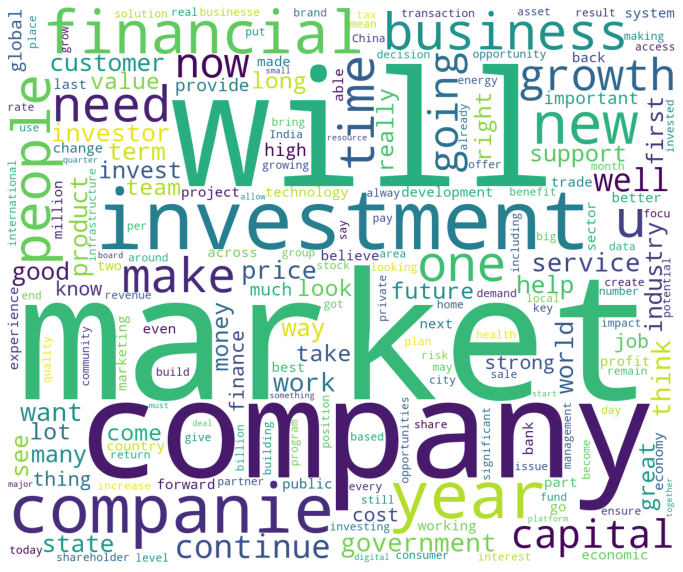 global
place
solution
real
businesse
brand
grow
put
tax
mean
transaction
China
asset
result
making
system
access
financial
business
customer
last
made
now
time
able
going
decision
opportunity
energy
back
growth
rate
use
need
value
provide
long
really
already
right
offer
important
first
invested
people
change
investor
quarter
term
team
invest
bring
India
growing
small
resource
high
will
new
support
month
international
million
product
infrastructure
project
technology
allow
alway
development
benefit
trade
well
better
investment
u
focu
potential
per
around
across
group
say
board
pay
believe
stock
looking
area
including
big
sector
data
industry
create
good
two
make
price
private
one
service
know
end
revenue
much
look
got
future
home
demand
help
local
key
number
experience
market
quality
community
marketing
even
build
money
finance
way
best
take
work
something
next
plan
risk
may
city
health
strong
sale
start
world
impact
job
profit
remain
think
day
want
must
come
deal
give
company
position
program
building
billion
based
share
significant
opportunities
bank
issue
management
become
great
economy
together
see
lot
many
country
return
thing
major
increase
forward
partner
public
every
still
year
part
fund
go
ensure
companie
cost
investing
working
platform
capital
today
state
continue
government
economic
shareholder
level
digital
consumer
interest